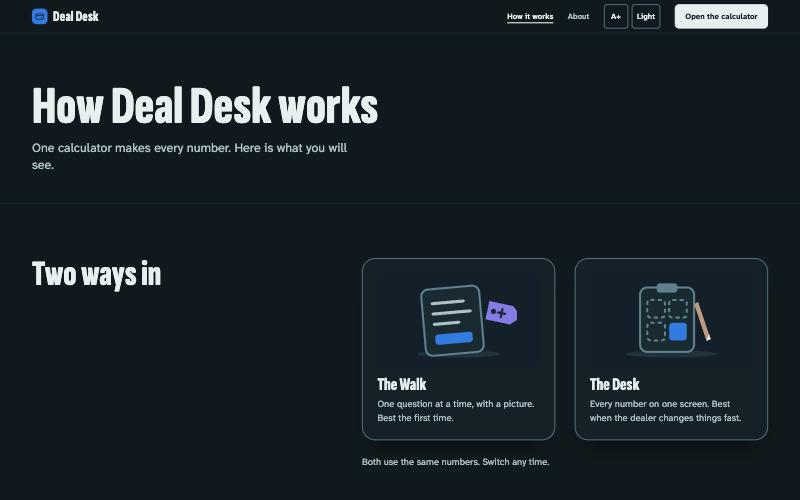 Deal Desk
How it works
About
A+
Light
Open the calculator
How Deal Desk works
One calculator makes every number. Here is what you will
see.
Two ways in
The Walk
One question at a time, with a picture.
Best the first time.
The Desk
Every number on one screen. Best
when the dealer changes things fast.
Both use the same numbers. Switch any time.